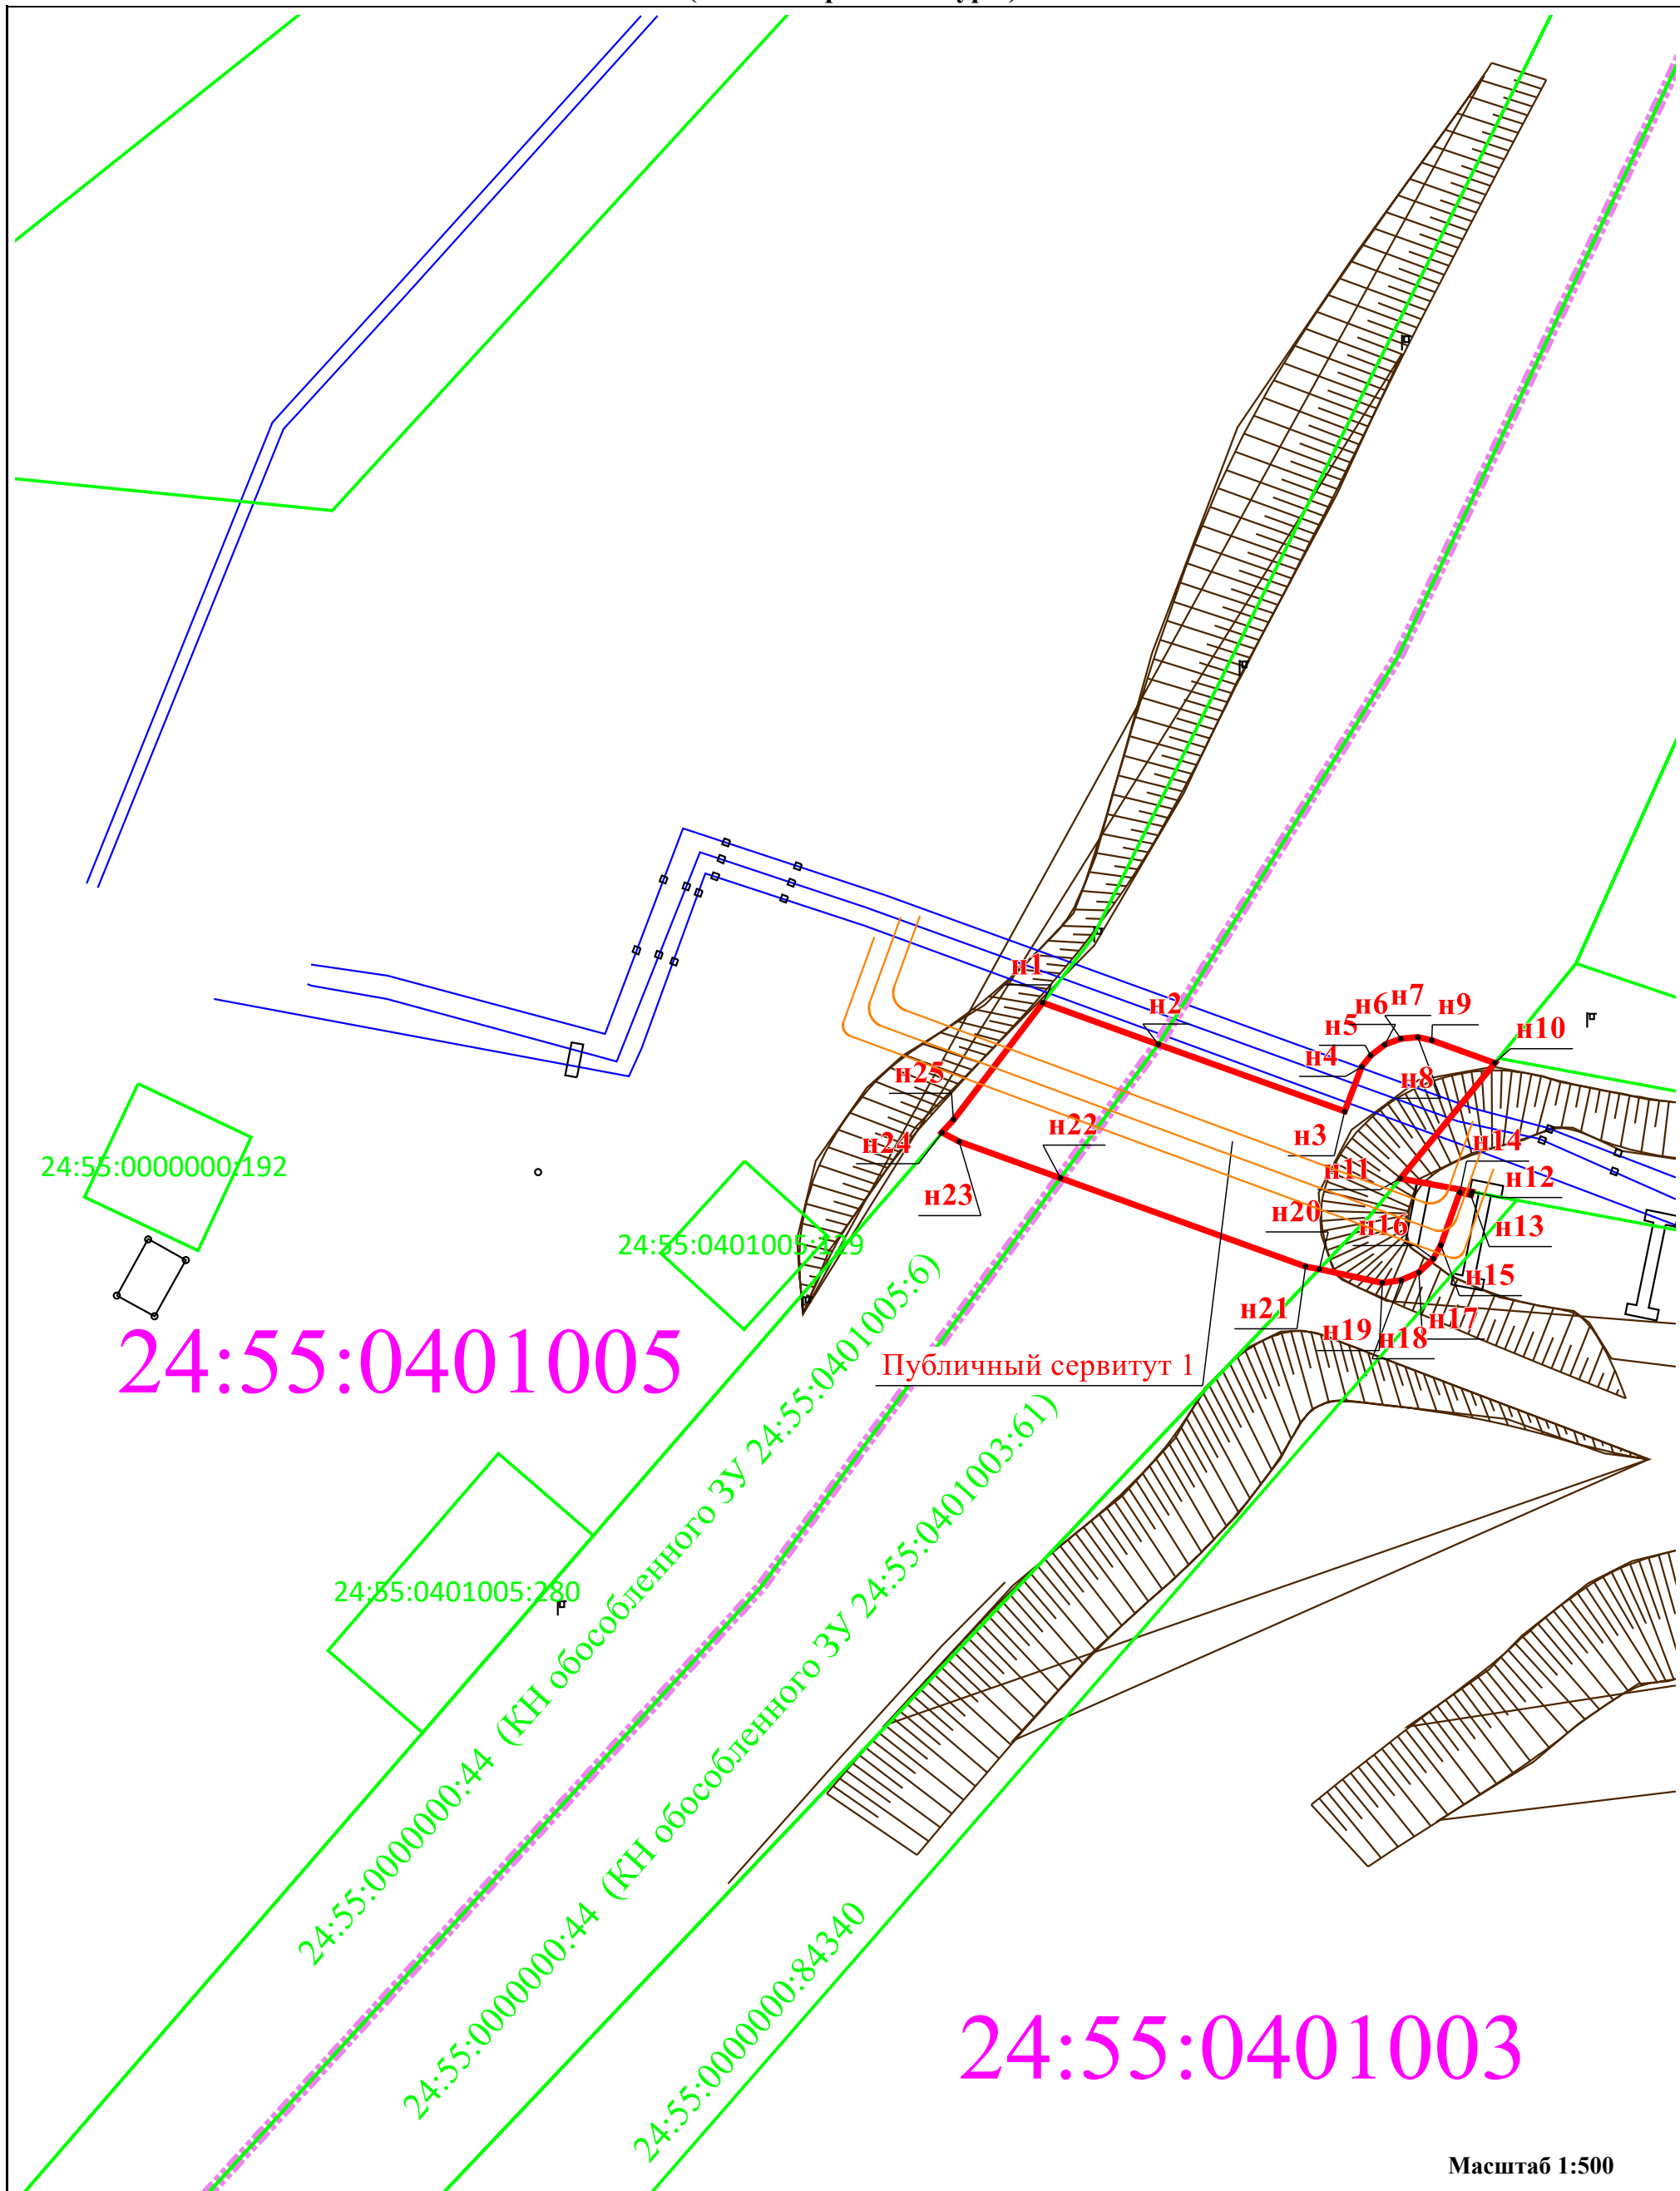 н1
н2
н7
н6
н9
н5
н10
н4
н8
н25
н22
н3
н14
н24
н11
н12
н23
н20
н16
н13
н15
н21
н17
н19
н18
24:55:0000000:192
24:55:0401005:129
24:55:0401005
Публичный сервитут 1
24:55:0401005:280
24:55:0000000:44 (КН обособленного ЗУ 24:55:0401005:6)
24:55:0000000:44 (КН обособленного ЗУ 24:55:0401003:61)
24:55:0000000:84340
24:55:0401003
Масштаб 1:500